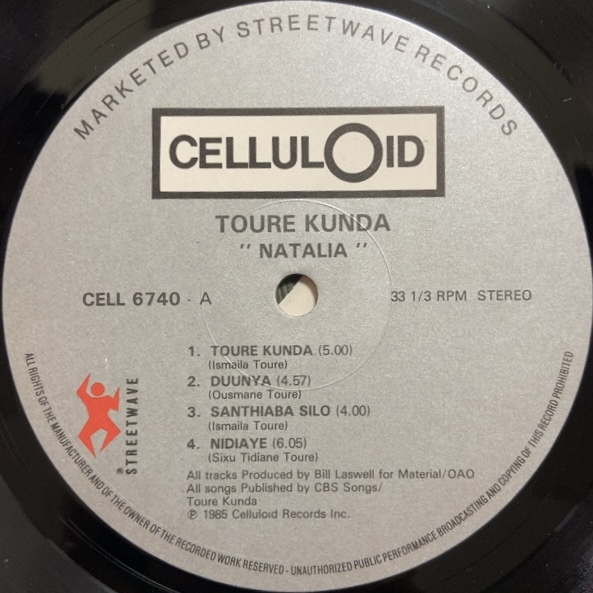 MARKETED BY STREETWAVE RECORDS
CELLULOID
TOURE KUNDA
" NATALIA "
CELL 6740 · A
33 1/3 RPM STEREO
1. TOURE KUNDA (5.00)
(Ismaila Toure)
2. DUUNYA (4.57)
(Ousmane Toure)
3. SANTHIABA SILO (4.00)
(Ismaila Toure)
4. NIDIAYE (6.05)
(Sixu Tidiane Toure)
® STREETWAVE
All tracks Produced by Bill Laswell for Material/OAO
All songs Published by CBS Songs/
Toure Kunda
℗ 1985 Celluloid Records Inc.
ALL RIGHTS OF THE MANUFACTURER AND OF THE OWNER OF THE RECORDED WORK RESERVED - UNAUTHORIZED PUBLIC PERFORMANCE BROADCASTING AND COPYING OF THIS RECORD PROHIBITED